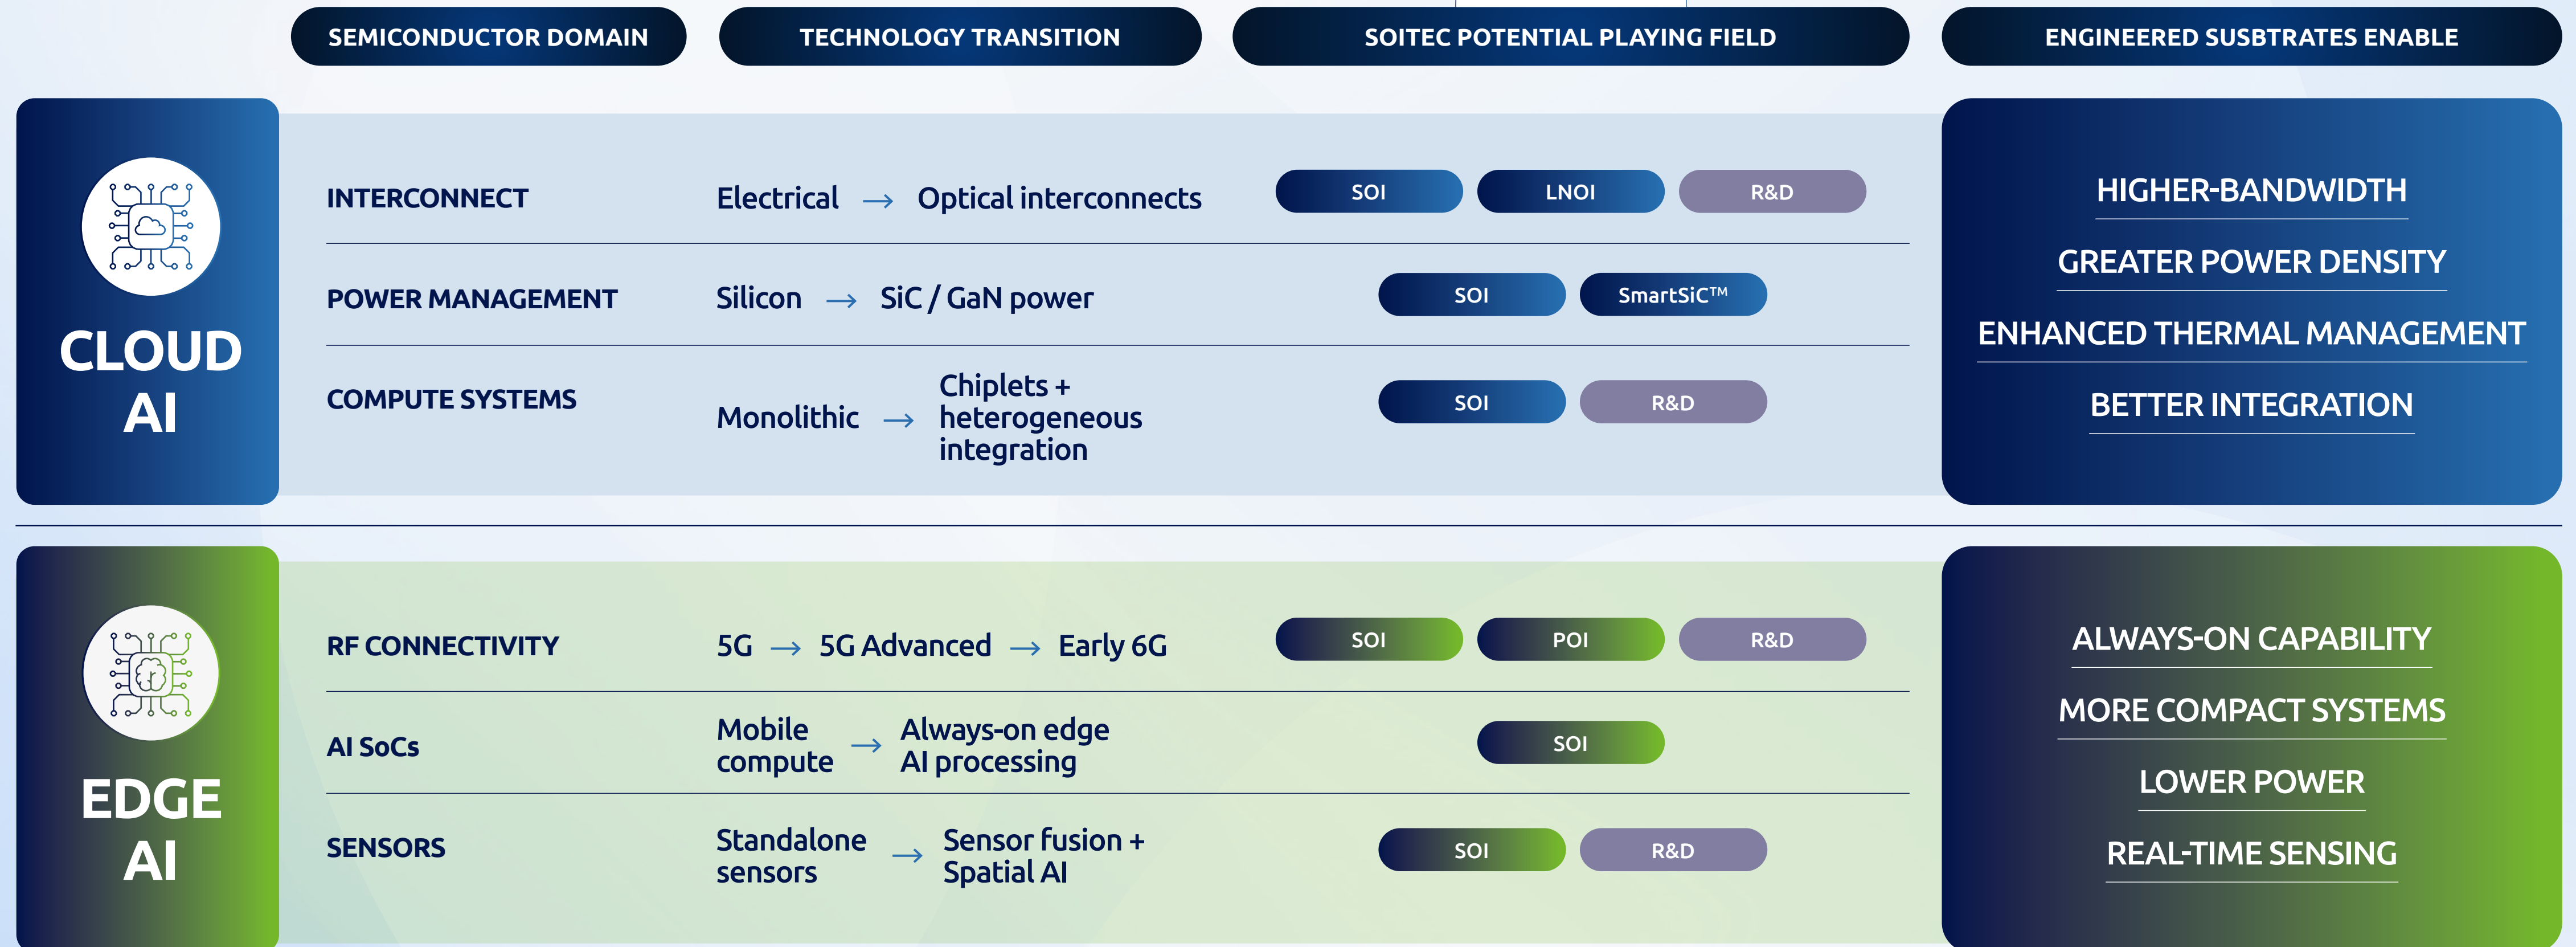 SEMICONDUCTOR DOMAIN
TECHNOLOGY TRANSITION
SOITEC POTENTIAL PLAYING FIELD
ENGINEERED SUSBTRATES ENABLE
CLOUD
AI
INTERCONNECT
Electrical → Optical interconnects
SOI
LNOI
R&D
POWER MANAGEMENT
Silicon → SiC / GaN power
SOI
SmartSiC™
COMPUTE SYSTEMS
Monolithic →
Chiplets +
heterogeneous
integration
SOI
R&D
HIGHER-BANDWIDTH
GREATER POWER DENSITY
ENHANCED THERMAL MANAGEMENT
BETTER INTEGRATION
EDGE
AI
RF CONNECTIVITY
5G → 5G Advanced → Early 6G
SOI
POI
R&D
AI SoCs
Mobile
compute
→
Always-on edge
AI processing
SOI
SENSORS
Standalone
sensors
→
Sensor fusion +
Spatial AI
SOI
R&D
ALWAYS-ON CAPABILITY
MORE COMPACT SYSTEMS
LOWER POWER
REAL-TIME SENSING